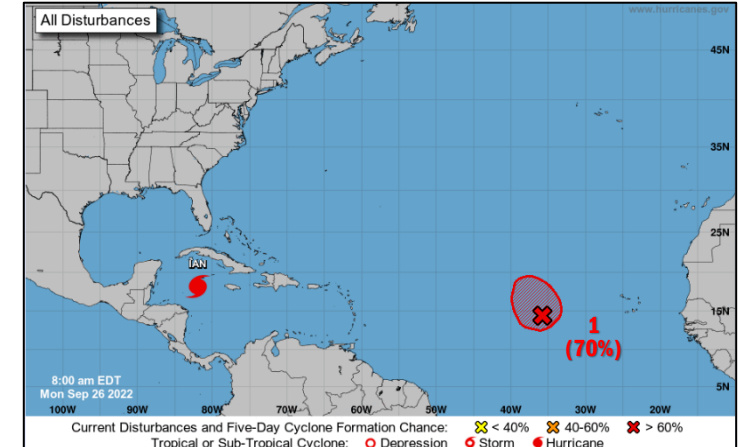 All Disturbances
www.hurricanes.gov
45N
35N
25N
IAN
15N
1
(70%)
8:00 am EDT
Mon Sep 26 2022
5N
100W 90W 80W 70W 60W 50W 40W 30W 20W
Current Disturbances and Five-Day Cyclone Formation Chance: < 40% 40-60% > 60%
Tropical or Sub-Tropical Cyclone: Depression Storm Hurricane